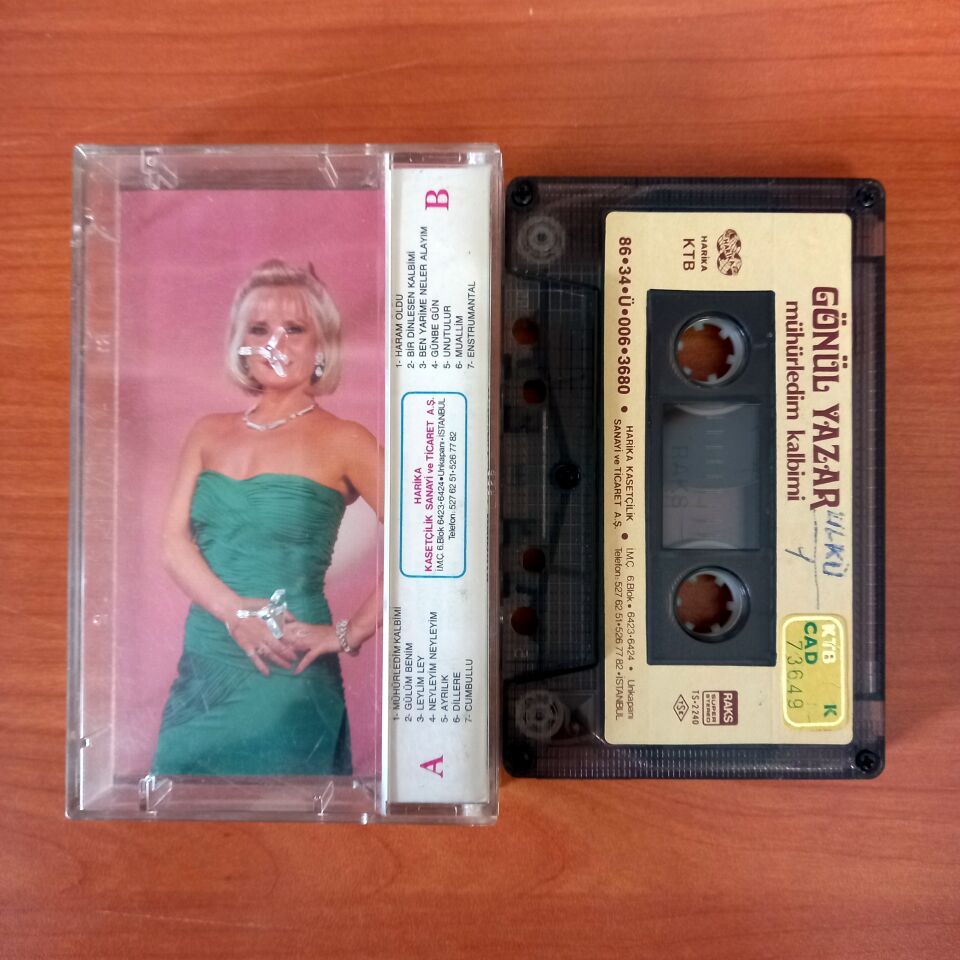 A
1- MÜHÜRLEDİM KALBİMİ
2- GÜLÜM BENİM
3- LEYLİM LEY
4- NEYLEYİM NEYLEYİM
5- AYRILIK
6- DİLLERE
7- CUMBULLU
HARİKA
KASETÇİLİK SANAYİ ve TİCARET A.Ş.
İ.M.Ç. 6.Blok 6423-6424•Unkapanı-İSTANBUL
Telefon: 527 62 51-526 77 82
B
1- HARAM OLDU
2- BİR DİNLESEN KALBİMİ
3- BEN YARİME NELER ALAYIM
4- GÜNBE GÜN
5- UNUTULUR
6- MUALLİM
7- ENSTRUMANTAL
GÖNÜL YAZAR
mühürledim kalbimi
ÜLKÜ
HARİKA
KTB
86•34•Ü•006•3680 • HARİKA KASETÇİLİK SANAYİ ve TİCARET A.Ş. • İ.M.Ç. 6.Blok • 6423-6424 • Unkapanı Telefon: 527 62 51•526 77 82 •İSTANBUL
RAKS
SUPER STEREO
TS-2240
TSE
KTB K
CAD
73649